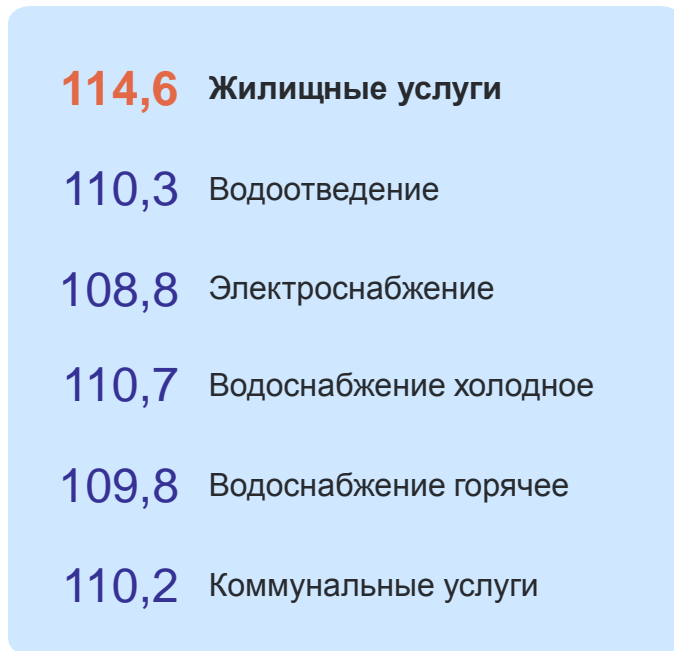 114,6 Жилищные услуги
110,3 Водоотведение
108,8 Электроснабжение
110,7 Водоснабжение холодное
109,8 Водоснабжение горячее
110,2 Коммунальные услуги